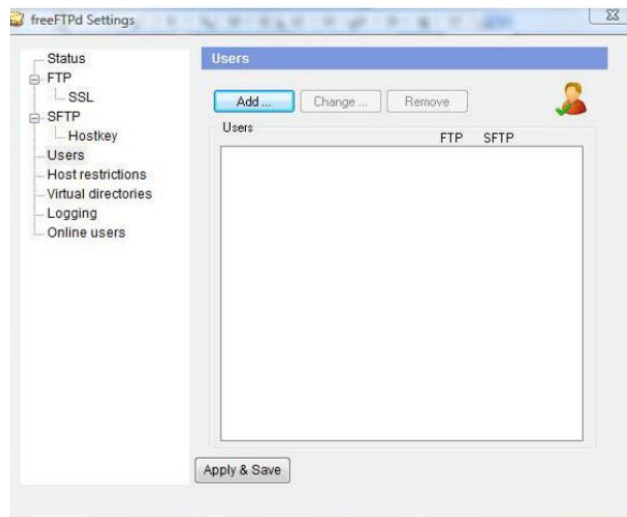 freeFTPd Settings
Status
FTP
SSL
SFTP
Hostkey
Users
Host restrictions
Virtual directories
Logging
Online users
Users
Add ... Change ... Remove
Users FTP SFTP
Apply & Save